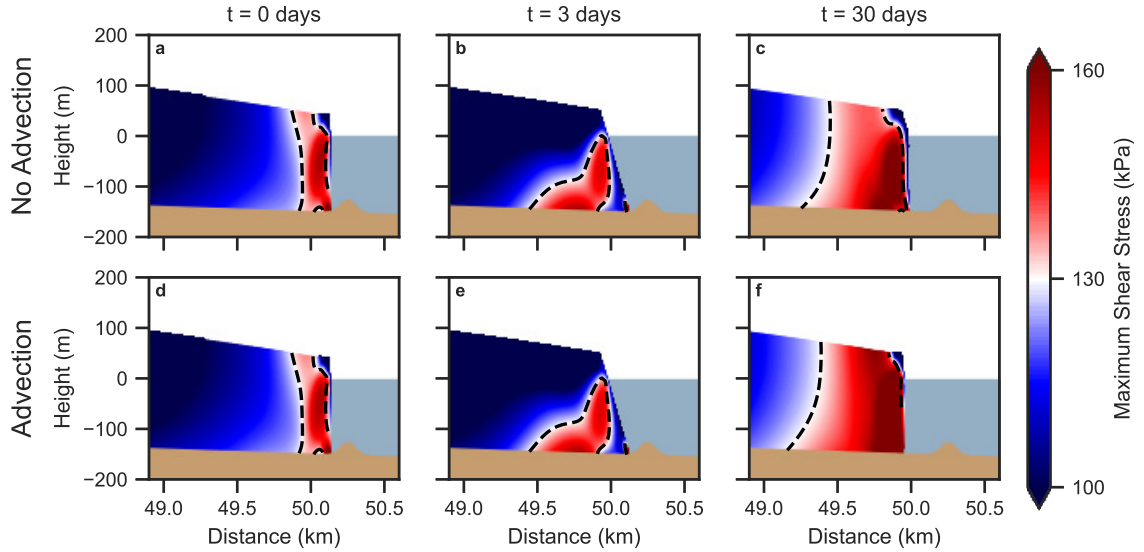 t = 0 days t = 3 days t = 30 days
No Advection
Height (m)
200
100
0
−100
−200
a
b
c
Advection
Height (m)
200
100
0
−100
−200
d
e
f
49.0 49.5 50.0 50.5
49.0 49.5 50.0 50.5
49.0 49.5 50.0 50.5
Distance (km) Distance (km) Distance (km)
160
130
100
Maximum Shear Stress (kPa)